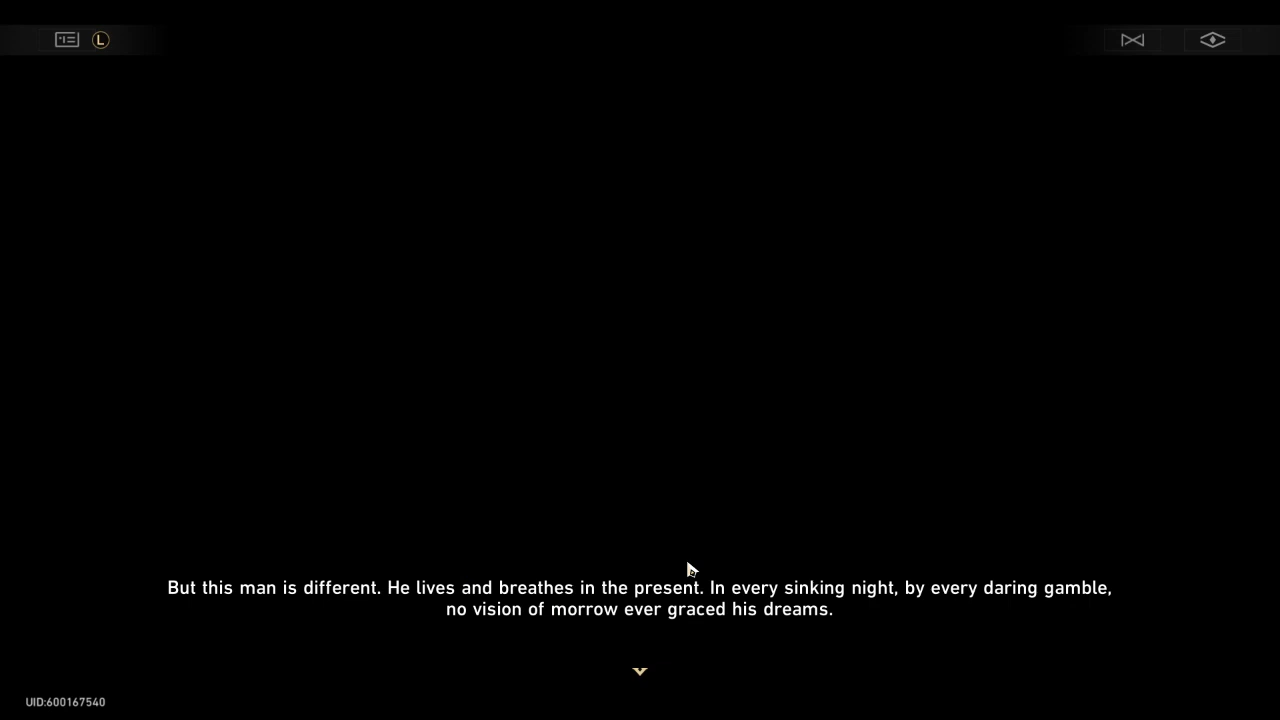 L
But this man is different. He lives and breathes in the present. In every sinking night, by every daring gamble,
no vision of morrow ever graced his dreams.
UID:600167540